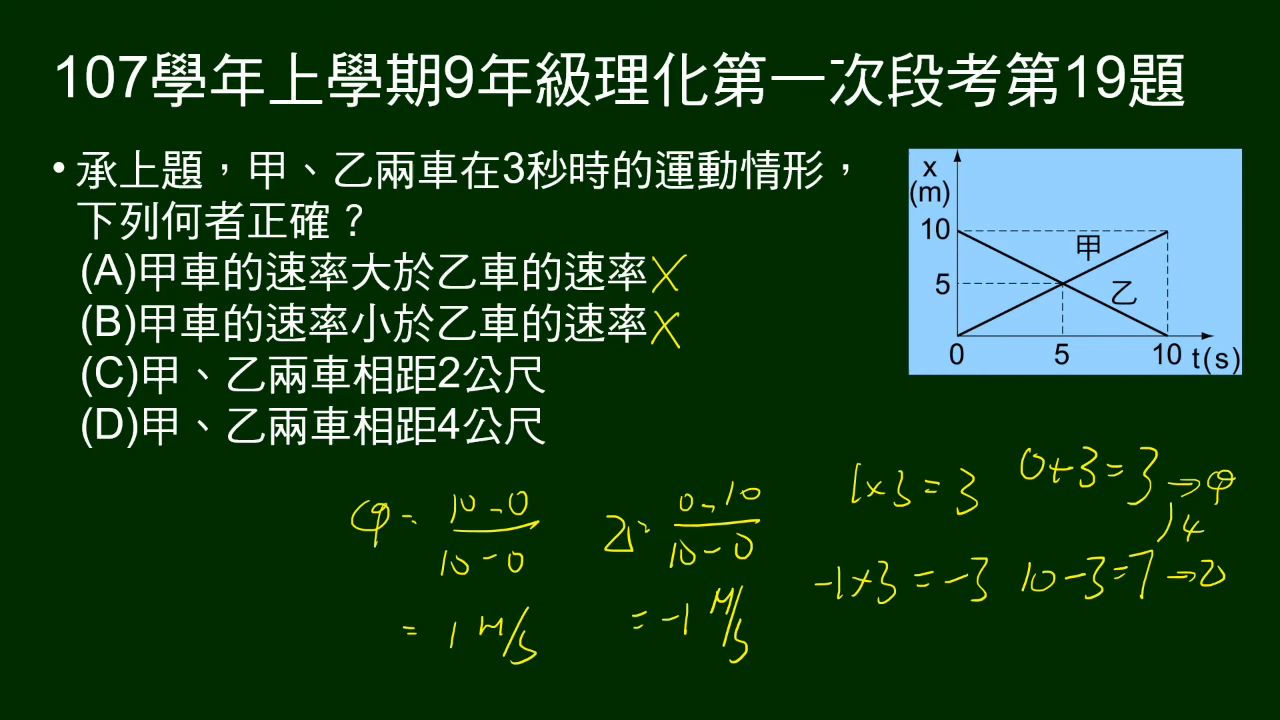 107學年上學期9年級理化第一次段考第19題
• 承上題，甲、乙兩車在3秒時的運動情形，
下列何者正確？
(A)甲車的速率大於乙車的速率X
(B)甲車的速率小於乙車的速率X
(C)甲、乙兩車相距2公尺
(D)甲、乙兩車相距4公尺
x
(m)
10
甲
5
乙
0 5 10 t(s)
甲= 10-0
10-0
= 1 M/s
乙= 0-10
10-0
= -1 M/s
1×3=3 0+3=3→甲
)4
-1×3=-3 10-3=7→乙